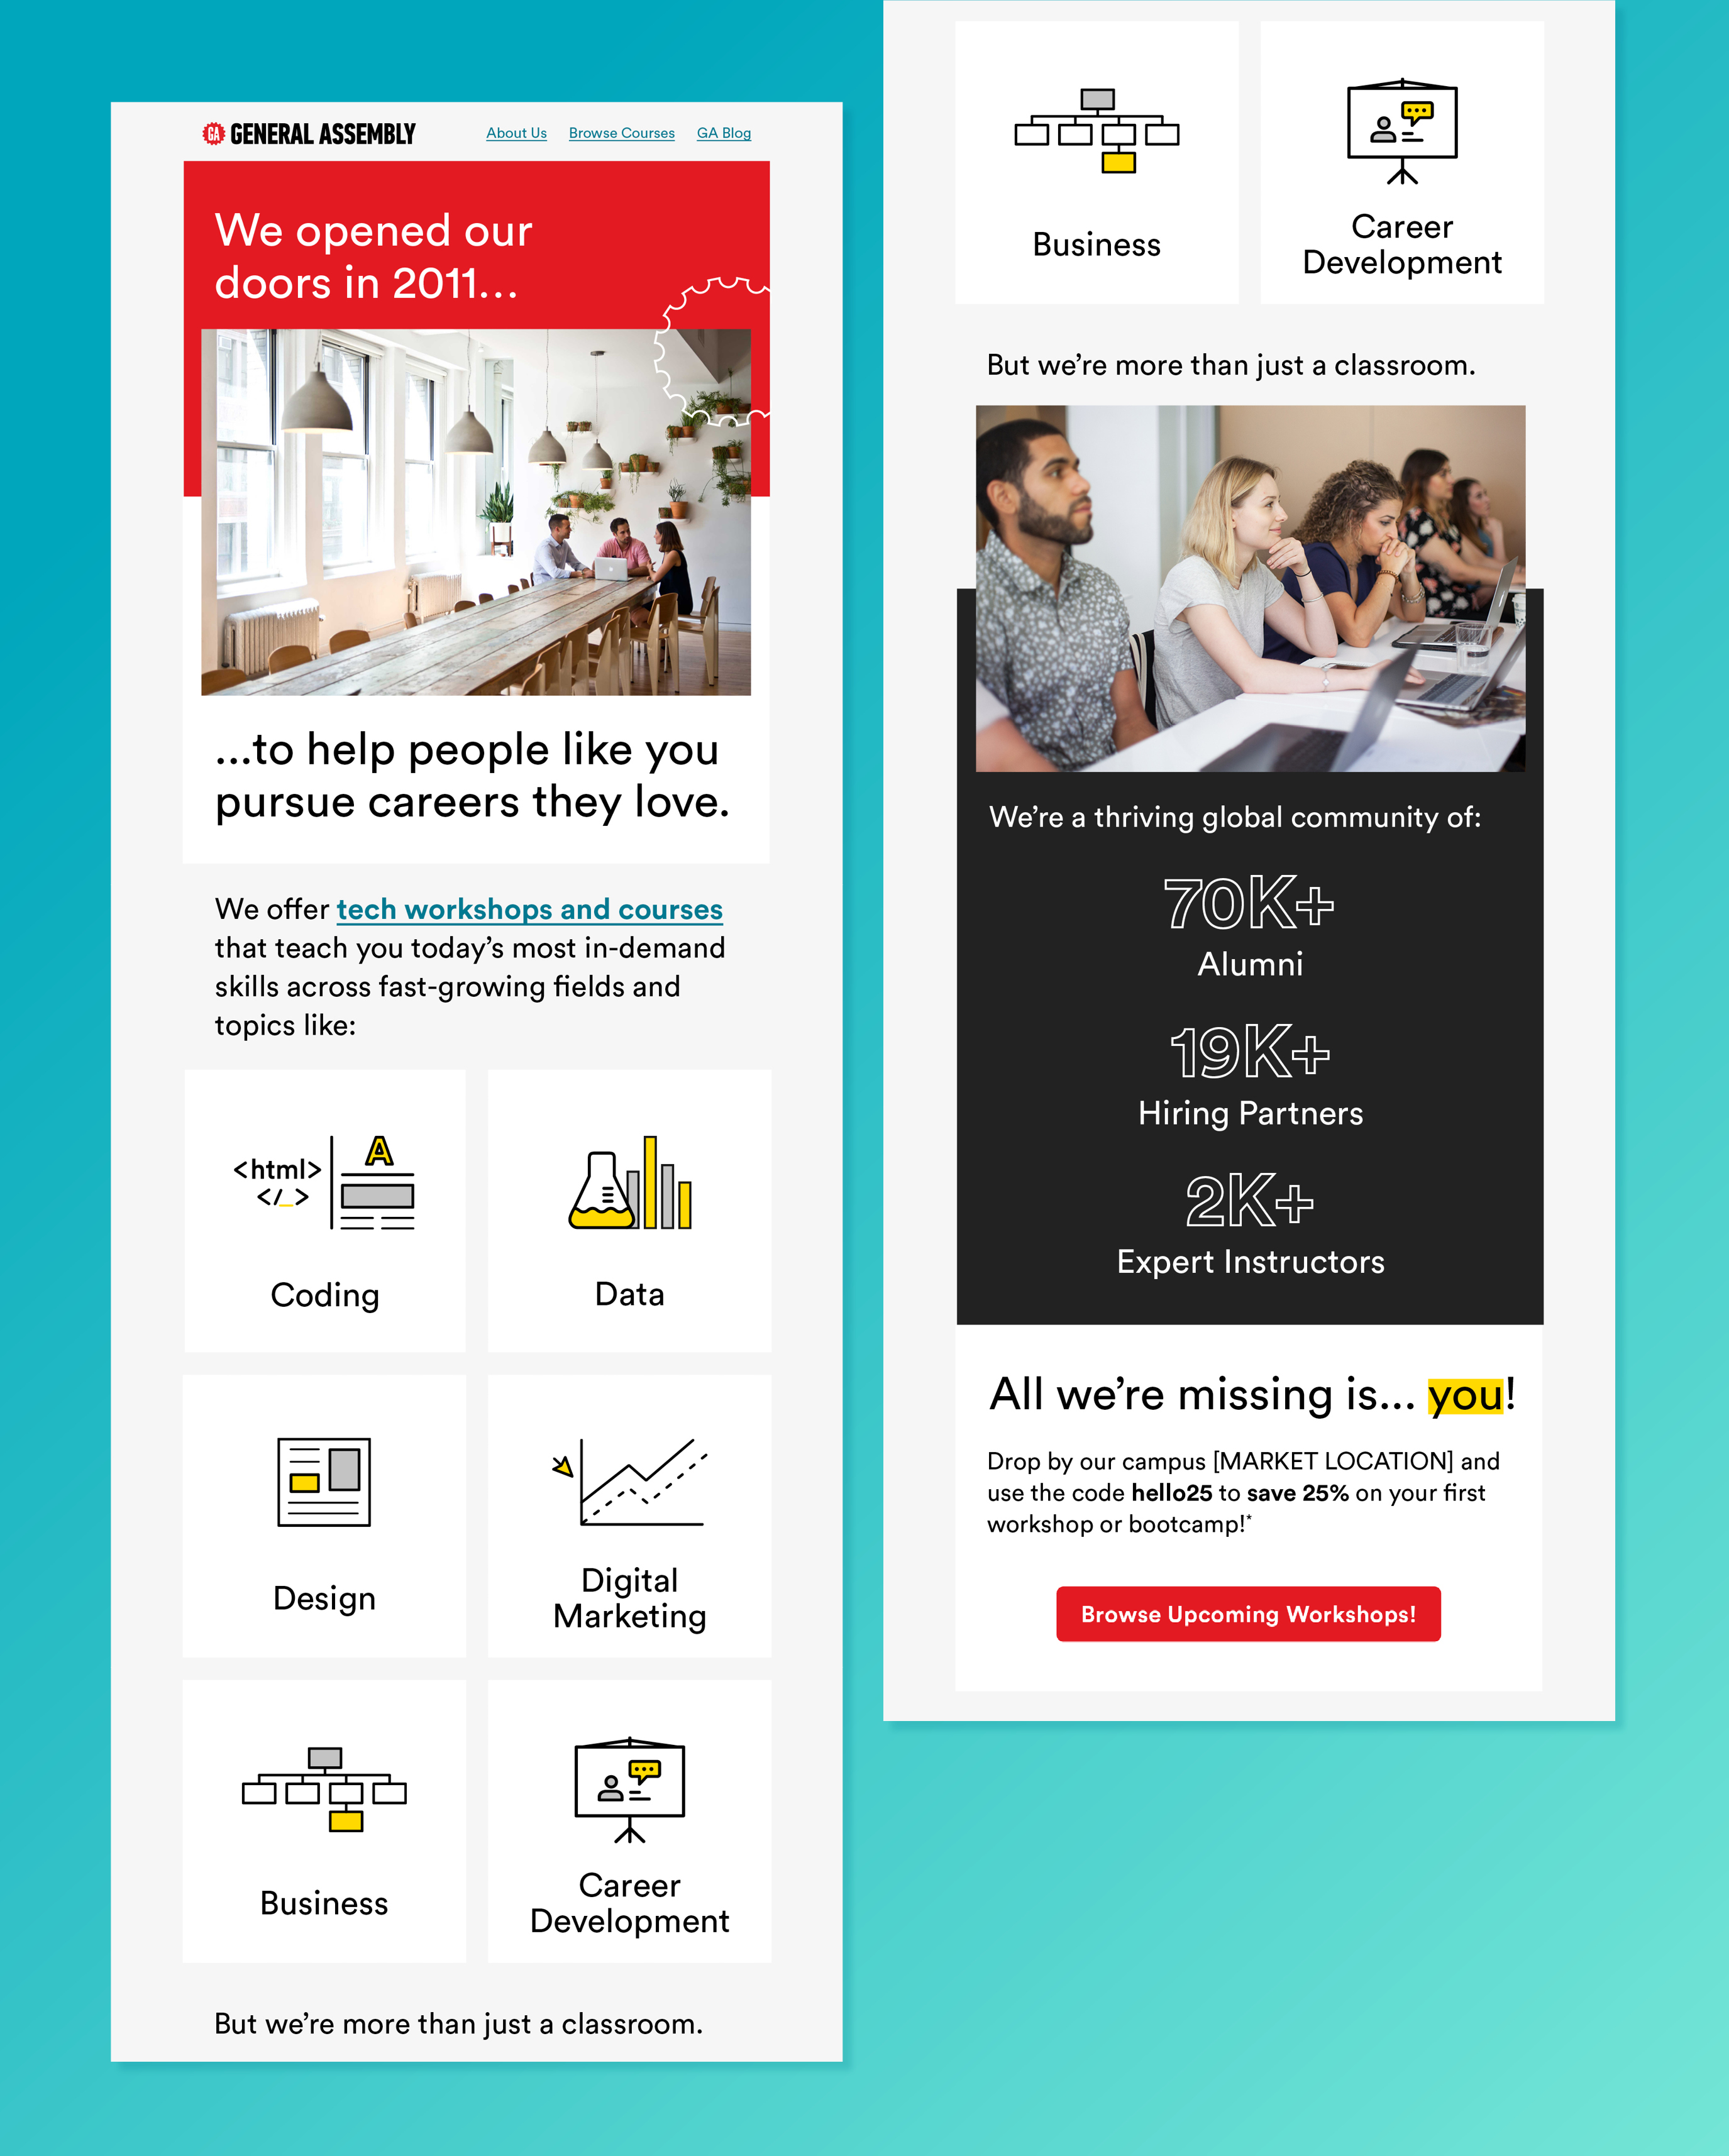 GA GENERAL ASSEMBLY
About Us Browse Courses GA Blog
We opened our
doors in 2011...
...to help people like you
pursue careers they love.
We offer tech workshops and courses
that teach you today's most in-demand
skills across fast-growing fields and
topics like:
<html>
</_>
A
Coding
Data
Design
Digital
Marketing
Business
Career
Development
But we're more than just a classroom.
Business
Career
Development
But we're more than just a classroom.
We're a thriving global community of:
70K+
Alumni
19K+
Hiring Partners
2K+
Expert Instructors
All we're missing is... you!
Drop by our campus [MARKET LOCATION] and
use the code hello25 to save 25% on your first
workshop or bootcamp!*
Browse Upcoming Workshops!